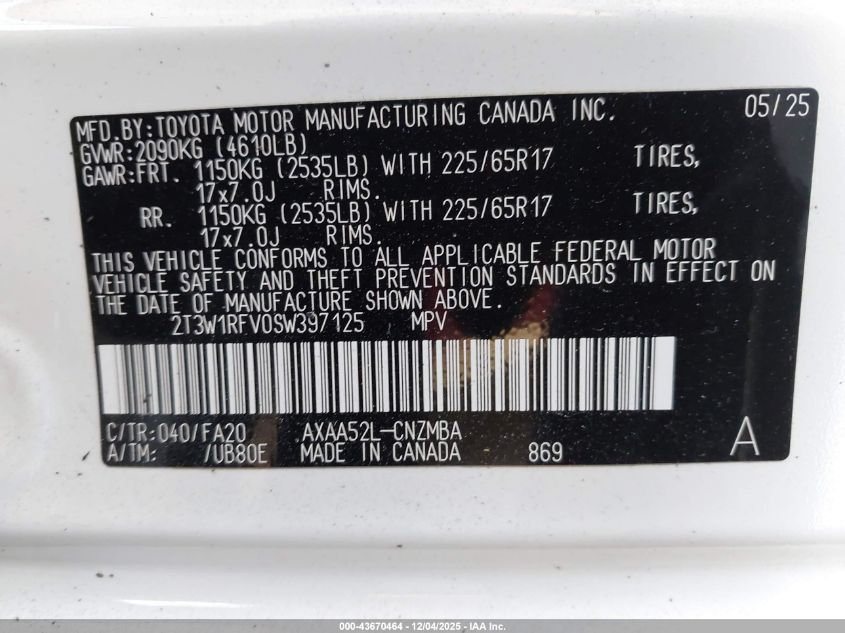 MFD.BY:TOYOTA MOTOR MANUFACTURING CANADA INC. 05/25
GVWR:2090KG (4610LB)
GAWR:FRT. 1150KG (2535LB) WITH 225/65R17 TIRES,
17x7.0J RIMS.
RR. 1150KG (2535LB) WITH 225/65R17 TIRES,
17x7.0J RIMS.
THIS VEHICLE CONFORMS TO ALL APPLICABLE FEDERAL MOTOR
VEHICLE SAFETY AND THEFT PREVENTION STANDARDS IN EFFECT ON
THE DATE OF MANUFACTURE SHOWN ABOVE.
2T3W1RFV0SW397125 MPV
C/TR:040/FA20 AXAA52L-CNZMBA
A/TM: /UB80E MADE IN CANADA 869 A
000-43670464 - 12/04/2025 - IAA Inc.